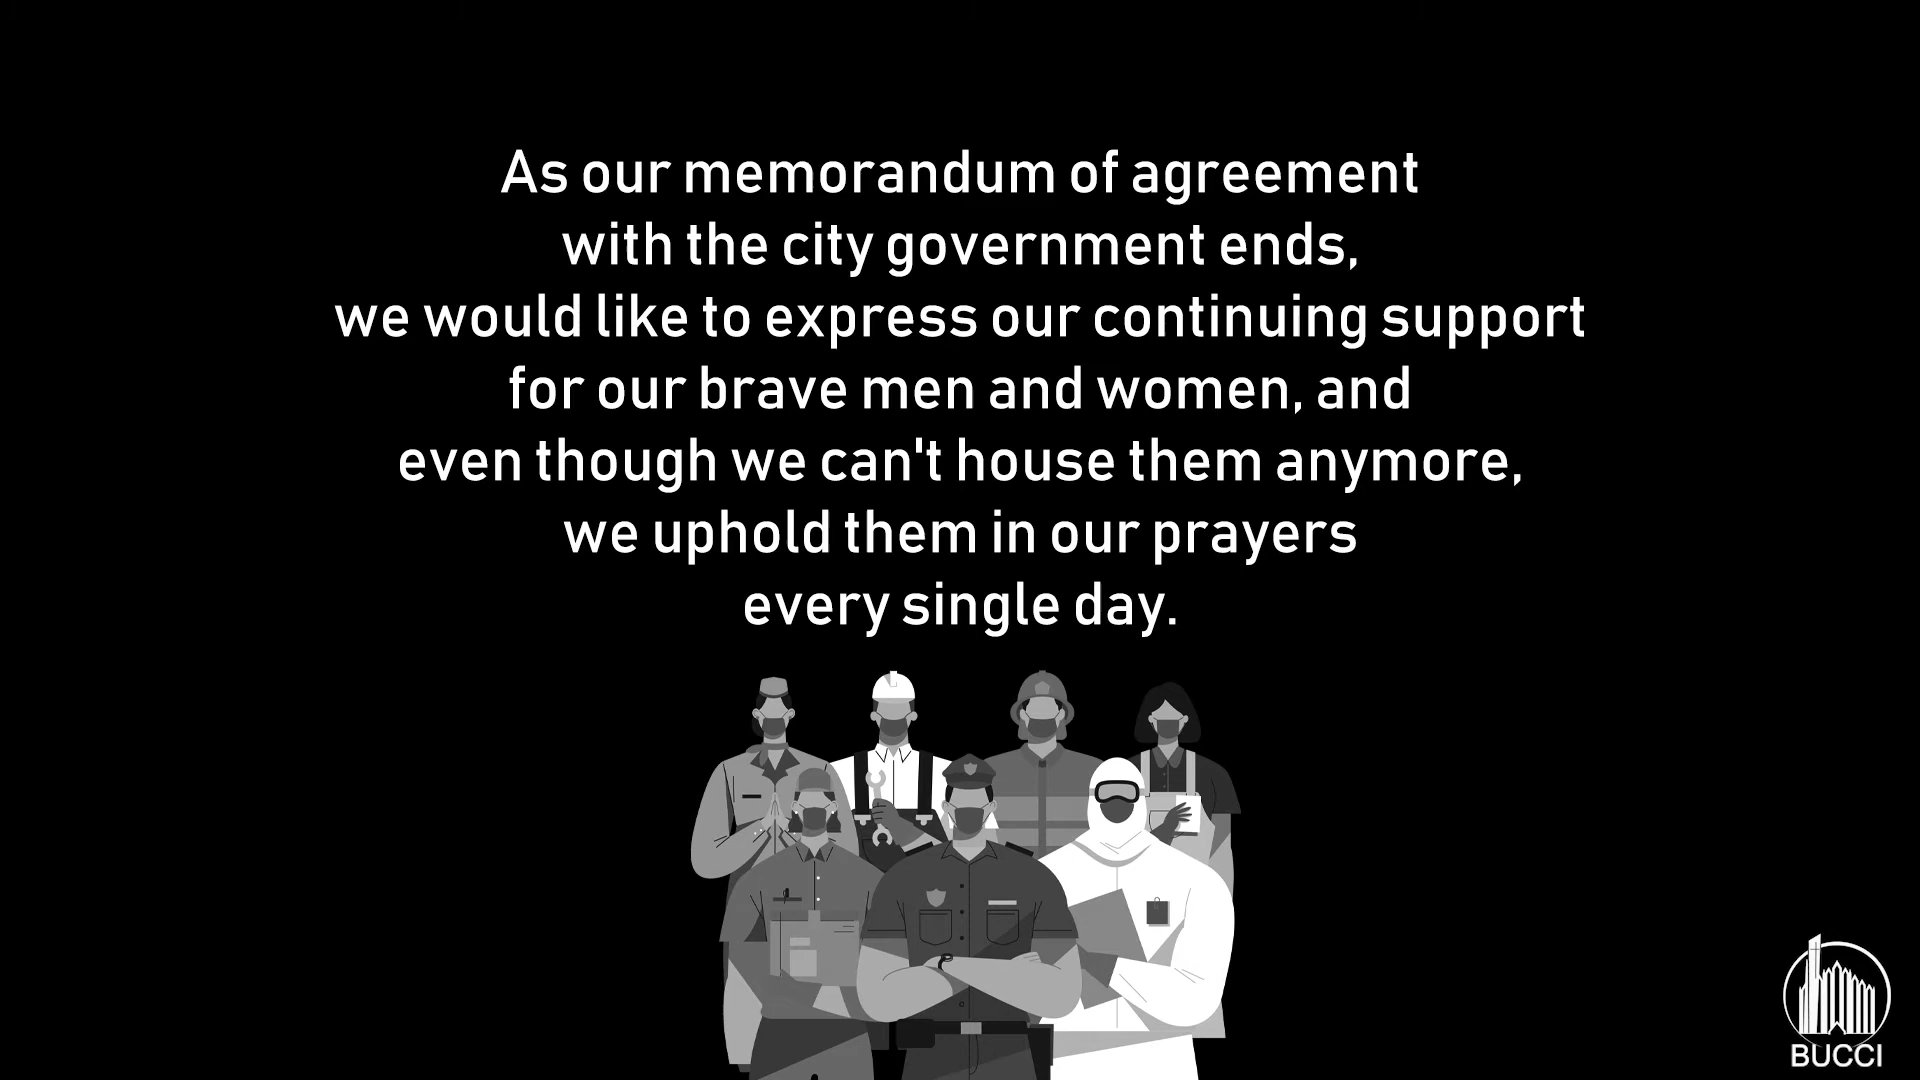 As our memorandum of agreement
with the city government ends,
we would like to express our continuing support
for our brave men and women, and
even though we can't house them anymore,
we uphold them in our prayers
every single day.
BUCCI